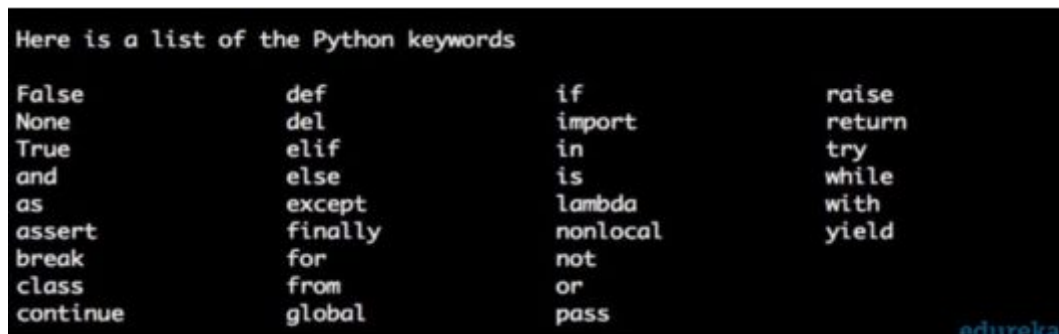 Here is a list of the Python keywords
False def if raise
None del import return
True elif in try
and else is while
as except lambda with
assert finally nonlocal yield
break for not
class from or
continue global pass
edureka